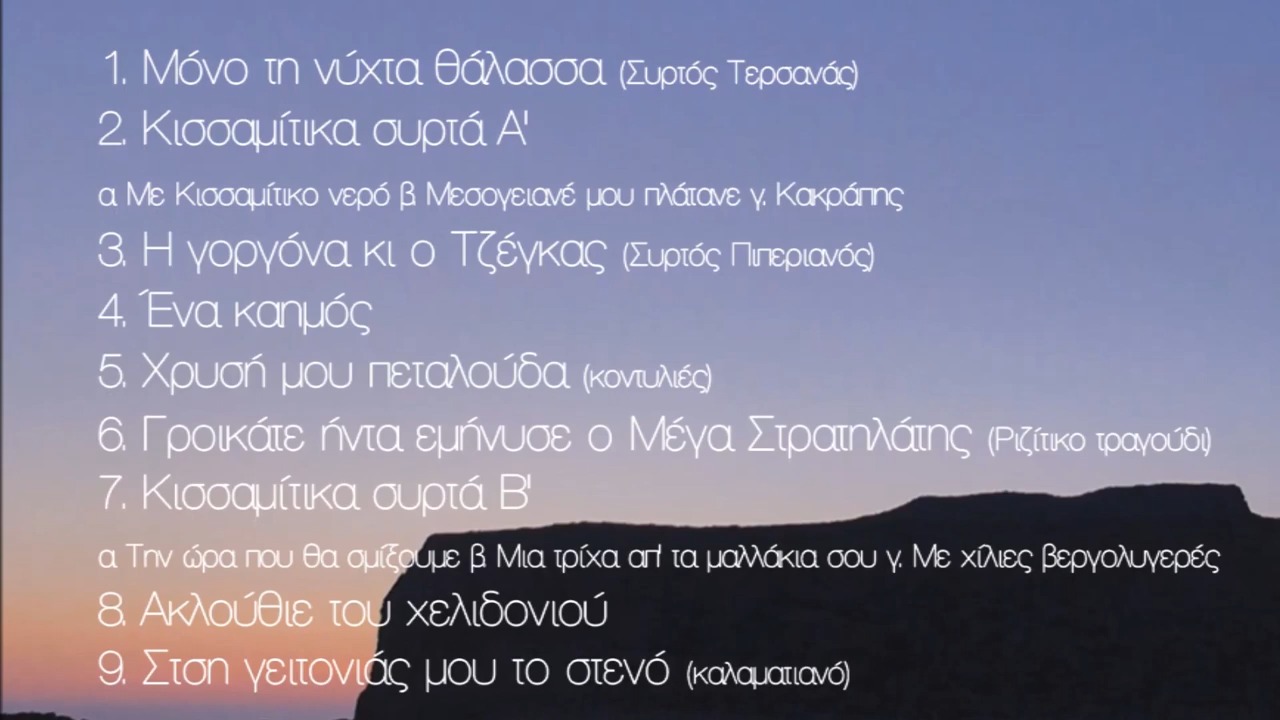 1. Μόνο τη νύχτα θάλασσα (Συρτός Τερσανάς)
2. Κισσαμίτικα συρτά Α'
α. Με Κισσαμίτικο νερό β. Μεσογειανέ μου πλάτανε γ. Κακράπης
3. Η γοργόνα κι ο Τζέγκας (Συρτός Πιπεριανός)
4. Ένα καημός
5. Χρυσή μου πεταλούδα (κοντυλιές)
6. Γροικάτε ήντα εμήνυσε ο Μέγα Στρατηλάτης (Ριζίτικο τραγούδι)
7. Κισσαμίτικα συρτά Β'
α. Την ώρα που θα σμίξουμε β. Μια τρίχα απ' τα μαλλάκια σου γ. Με χίλιες βεργολυγερές
8. Ακλούθιε του χελιδονιού
9. Στση γειτονιάς μου το στενό (καλαματιανό)